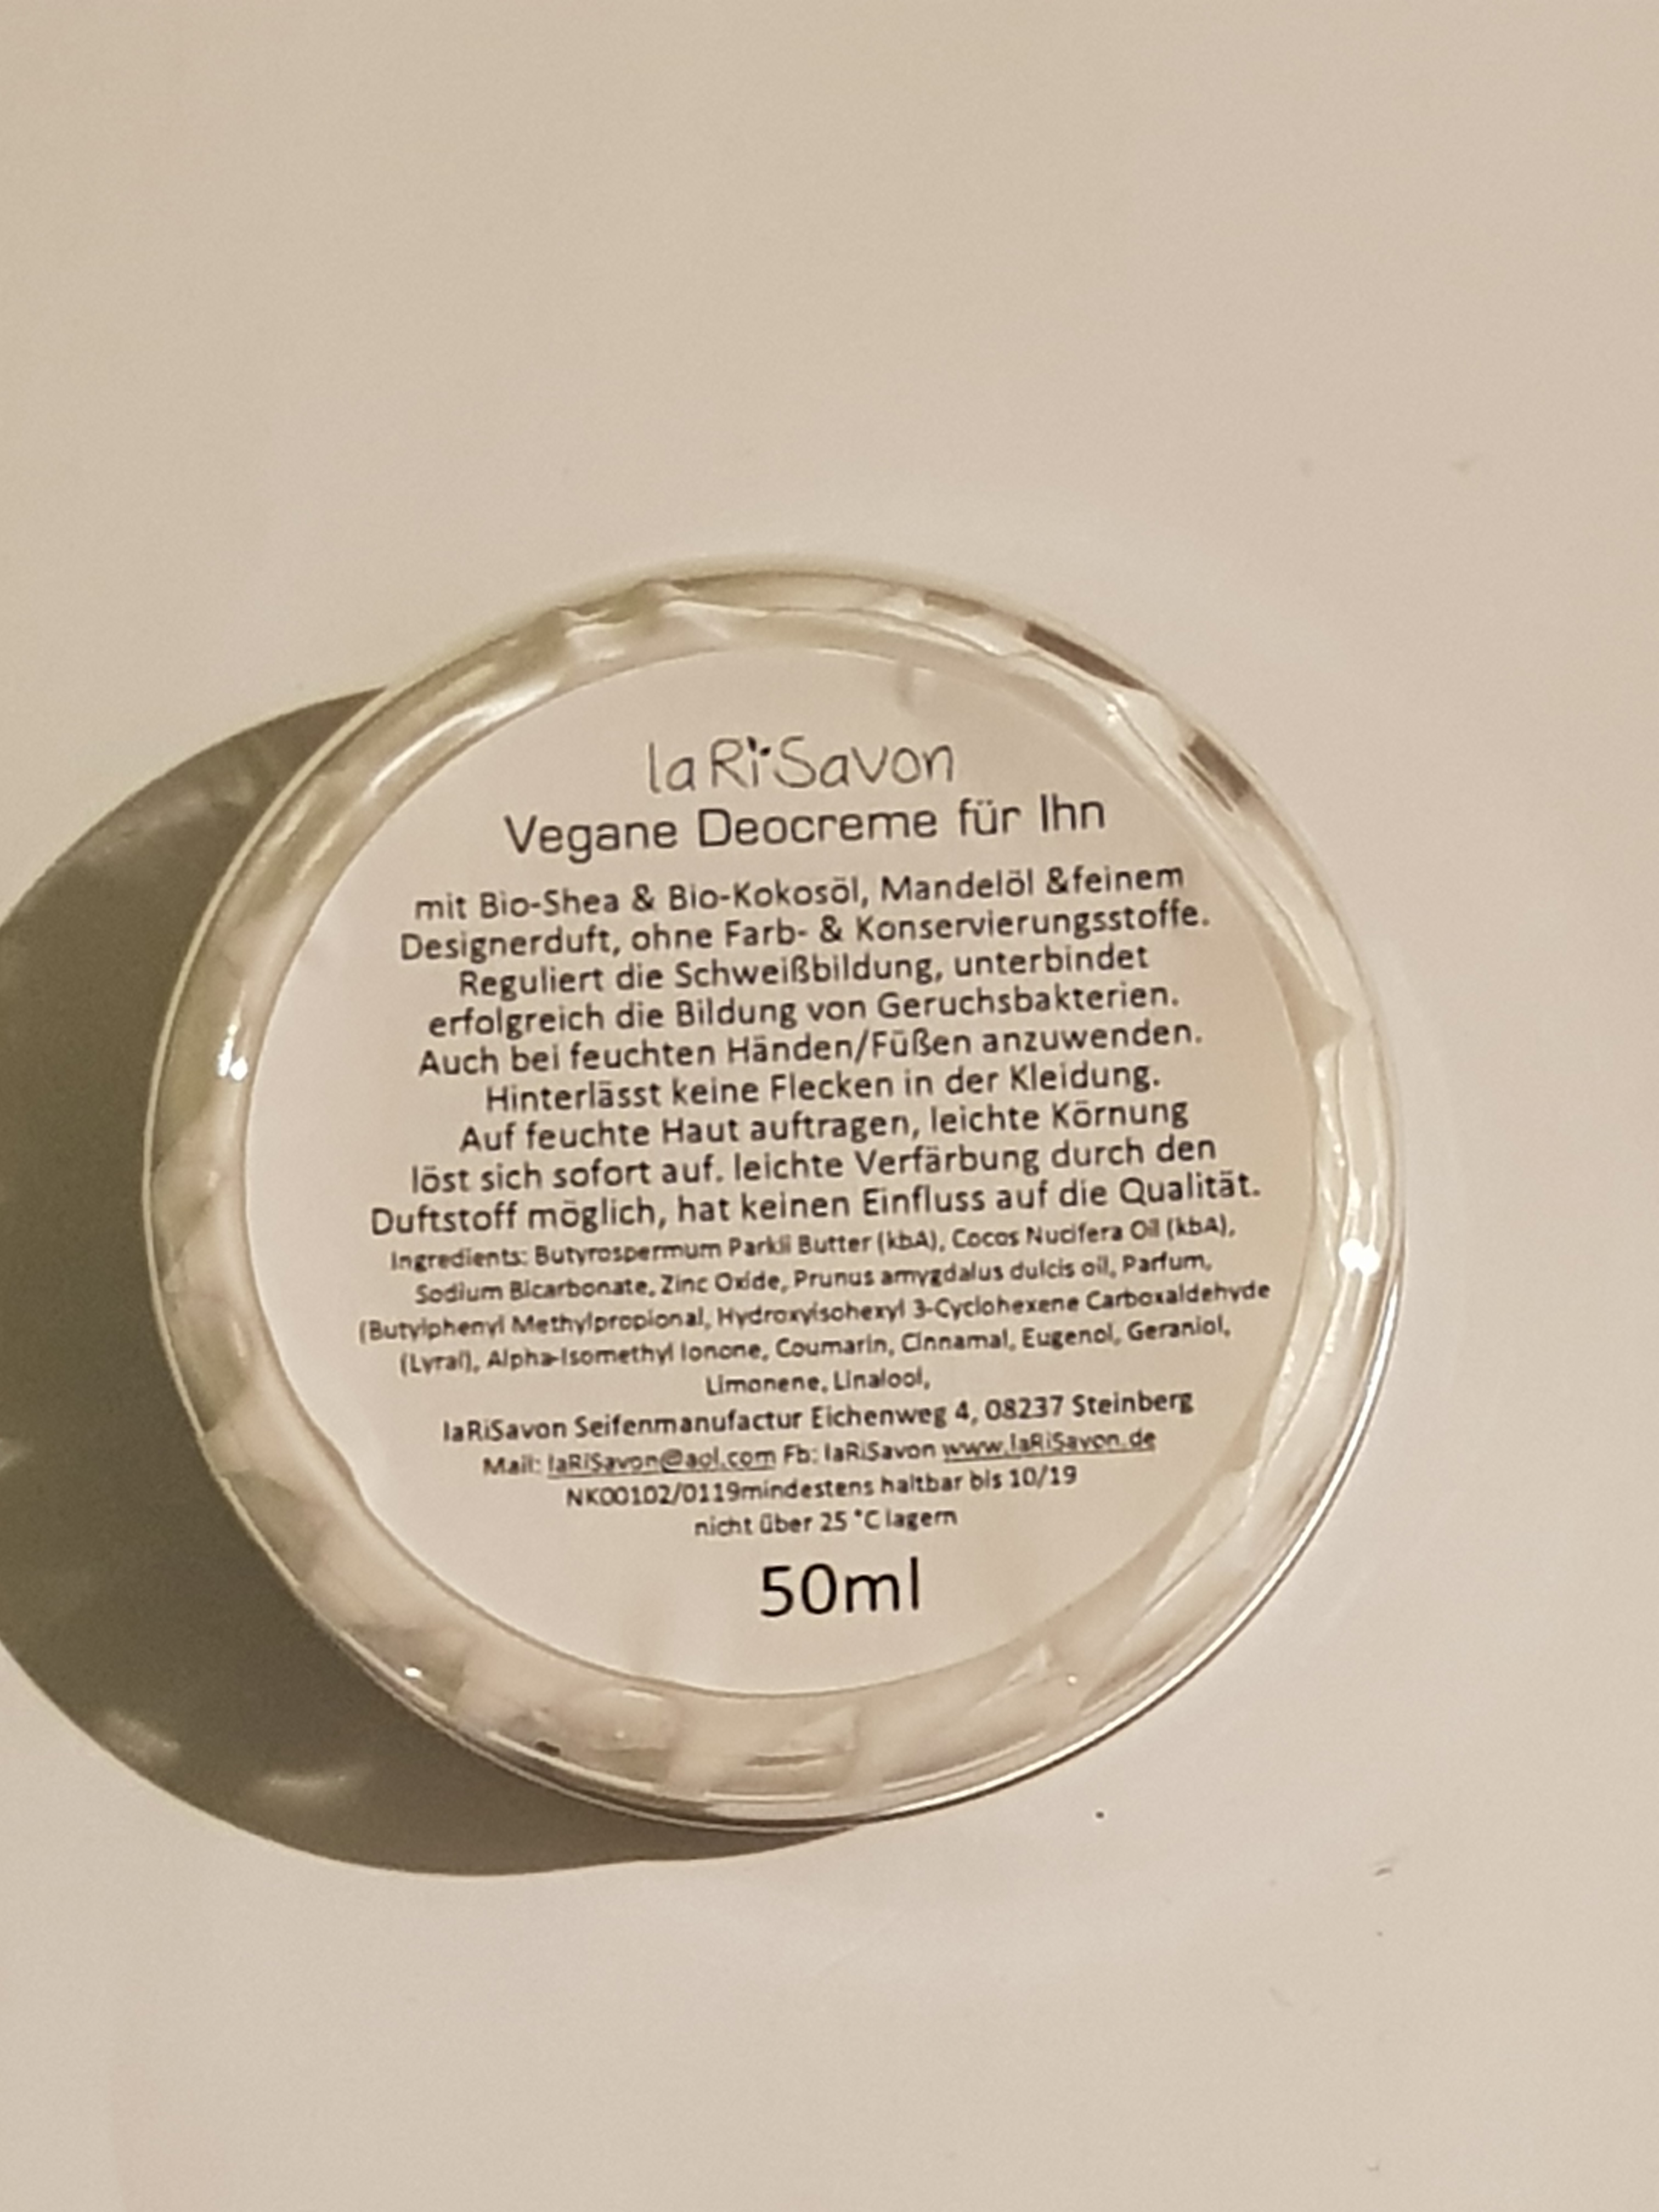 laRiSavon
Vegane Deocreme für Ihn
mit Bio-Shea & Bio-Kokosöl, Mandelöl &feinem
Designerduft, ohne Farb- & Konservierungsstoffe.
Reguliert die Schweißbildung, unterbindet
erfolgreich die Bildung von Geruchsbakterien.
Auch bei feuchten Händen/Füßen anzuwenden.
Hinterlässt keine Flecken in der Kleidung.
Auf feuchte Haut auftragen, leichte Körnung
löst sich sofort auf. leichte Verfärbung durch den
Duftstoff möglich, hat keinen Einfluss auf die Qualität.
Ingredients: Butyrospermum Parkii Butter (kbA), Cocos Nucifera Oil (kbA),
Sodium Bicarbonate, Zinc Oxide, Prunus amygdalus dulcis oil, Parfum,
(Butylphenyl Methylpropional, Hydroxyisohexyl 3-Cyclohexene Carboxaldehyde
(Lyral), Alpha-Isomethyl Ionone, Coumarin, Cinnamal, Eugenol, Geraniol,
Limonene, Linalool,
laRiSavon Seifenmanufactur Eichenweg 4, 08237 Steinberg
Mail: laRiSavon@aol.com Fb: laRiSavon www.laRiSavon.de
NK00102/0119mindestens haltbar bis 10/19
nicht über 25 °C lagern
50ml